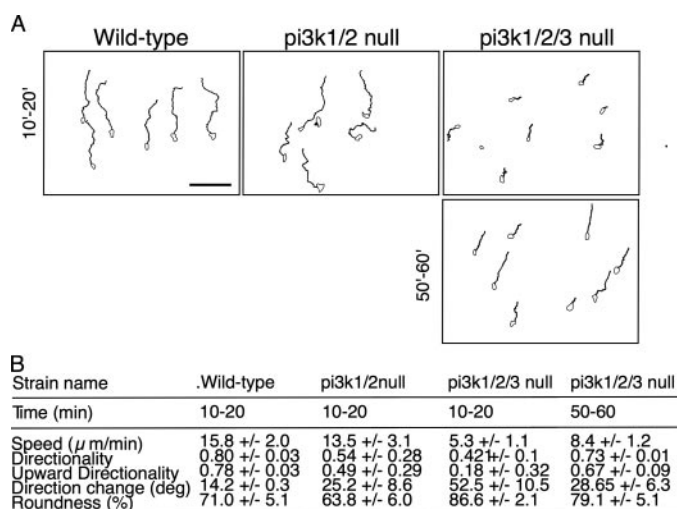 A
Wild-type pi3k1/2 null pi3k1/2/3 null
10'-20'
50'-60'
B
Strain name .Wild-type pi3k1/2null pi3k1/2/3 null pi3k1/2/3 null
Time (min) 10-20 10-20 10-20 50-60
Speed (µ m/min) 15.8 +/- 2.0 13.5 +/- 3.1 5.3 +/- 1.1 8.4 +/- 1.2
Directionality 0.80 +/- 0.03 0.54 +/- 0.28 0.421+/- 0.1 0.73 +/- 0.01
Upward Directionality 0.78 +/- 0.03 0.49 +/- 0.29 0.18 +/- 0.32 0.67 +/- 0.09
Direction change (deg) 14.2 +/- 0.3 25.2 +/- 8.6 52.5 +/- 10.5 28.65 +/- 6.3
Roundness (%) 71.0 +/- 5.1 63.8 +/- 6.0 86.6 +/- 2.1 79.1 +/- 5.1